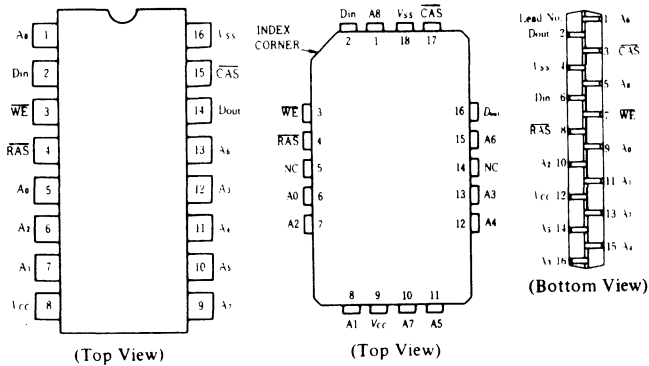 A8 1 16 Vss
Din 2 15 CAS
WE 3 14 Dout
RAS 4 13 A6
A0 5 12 A3
A2 6 11 A4
A1 7 10 A5
Vcc 8 9 A7
(Top View)
INDEX CORNER
Din A8 Vss CAS
2 1 18 17
WE 3 16 Dout
RAS 4 15 A6
NC 5 14 NC
A0 6 13 A3
A2 7 12 A4
8 9 10 11
A1 Vcc A7 A5
(Top View)
Lead No. 1 A6
Dout 2
3 CAS
Vss 4
5 A8
Din 6
7 WE
RAS 8
9 A0
A2 10
11 A1
Vcc 12
13 A7
A5 14
15 A4
A3 16
(Bottom View)